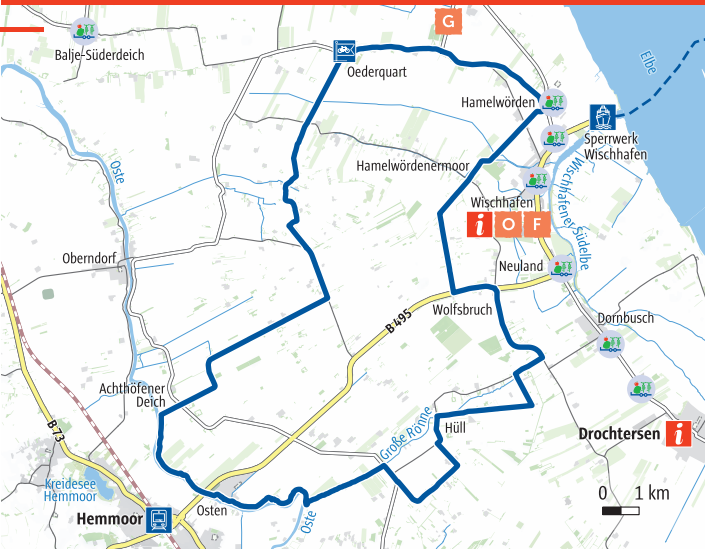 G
Balje-Süderdeich
Oederquart
Elbe
Hamelwörden
Sperrwerk
Wischhafen
Hamelwördenermoor
Oste
Wischhafen
Wischhafener Süderelbe
i O F
Oberndorf
Neuland
B 495
Wolfsbruch
Dornbusch
Achthöfener
Deich
B 73
Große Rönne
Hüll
Drochtersen i
Kreidesee
Hemmoor
0 1 km
Hemmoor
Osten
Oste